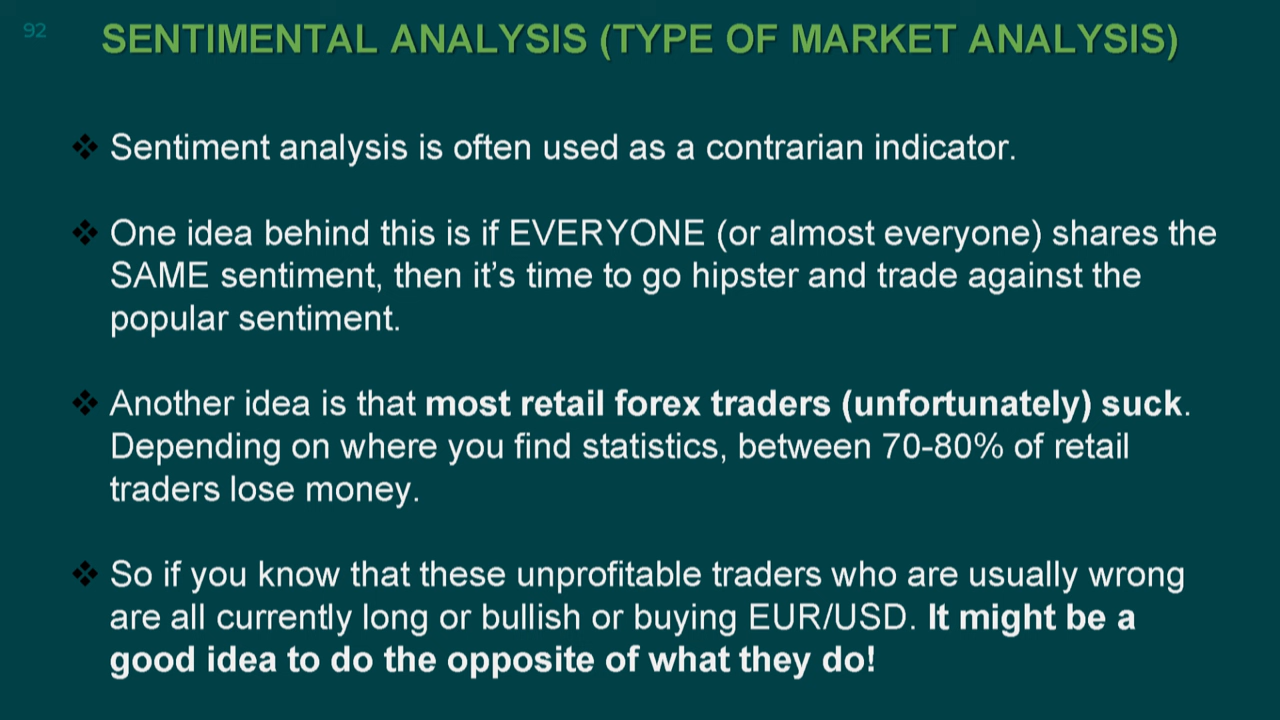 92
SENTIMENTAL ANALYSIS (TYPE OF MARKET ANALYSIS)
❖ Sentiment analysis is often used as a contrarian indicator.
❖ One idea behind this is if EVERYONE (or almost everyone) shares the
SAME sentiment, then it’s time to go hipster and trade against the
popular sentiment.
❖ Another idea is that most retail forex traders (unfortunately) suck.
Depending on where you find statistics, between 70-80% of retail
traders lose money.
❖ So if you know that these unprofitable traders who are usually wrong
are all currently long or bullish or buying EUR/USD. It might be a
good idea to do the opposite of what they do!